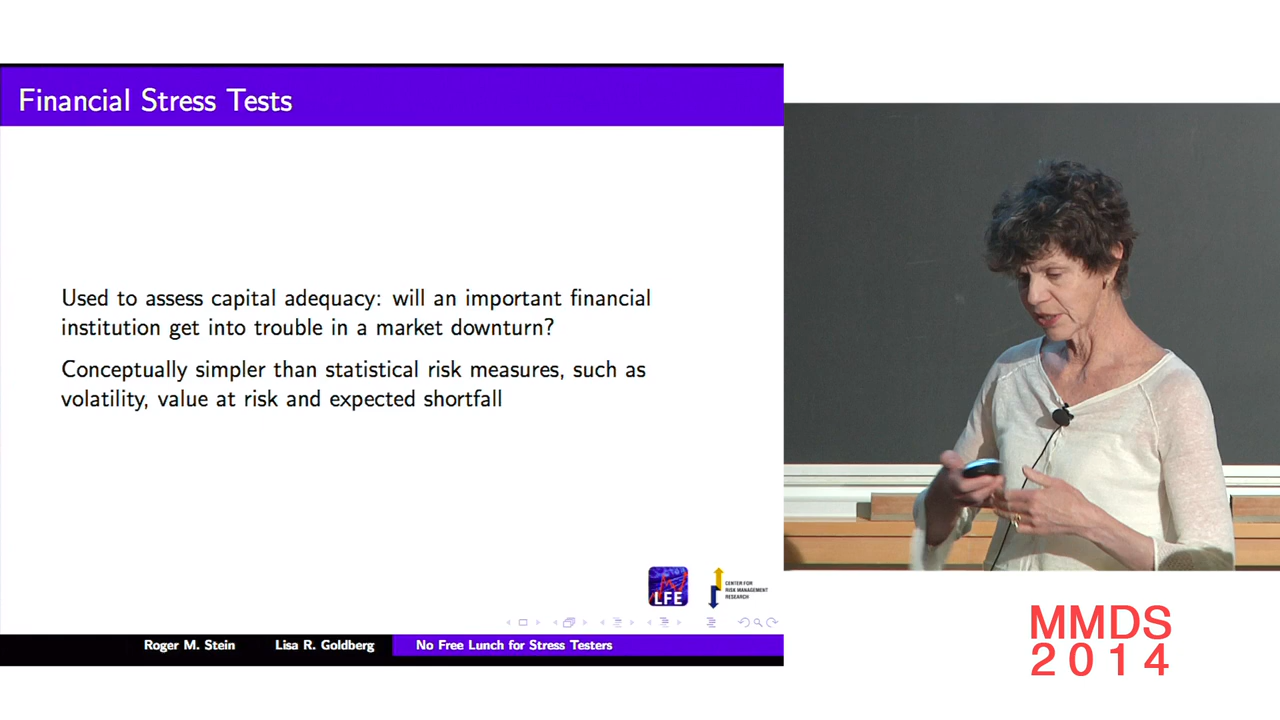 Financial Stress Tests
Used to assess capital adequacy: will an important financial
institution get into trouble in a market downturn?
Conceptually simpler than statistical risk measures, such as
volatility, value at risk and expected shortfall
LFE
CENTER FOR
RISK MANAGEMENT
RESEARCH
Roger M. Stein Lisa R. Goldberg No Free Lunch for Stress Testers
MMDS
2014